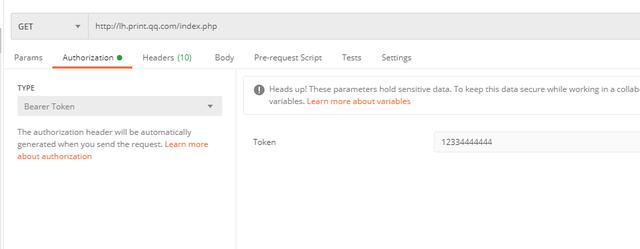 GET
http://lh.print.qq.com/index.php
Params
Authorization
Headers (10)
Body
Pre-request Script
Tests
Settings
TYPE
Bearer Token
The authorization header will be automatically
generated when you send the request. Learn more
about authorization
Heads up! These parameters hold sensitive data. To keep this data secure while working in a collab
variables. Learn more about variables
Token
12334444444